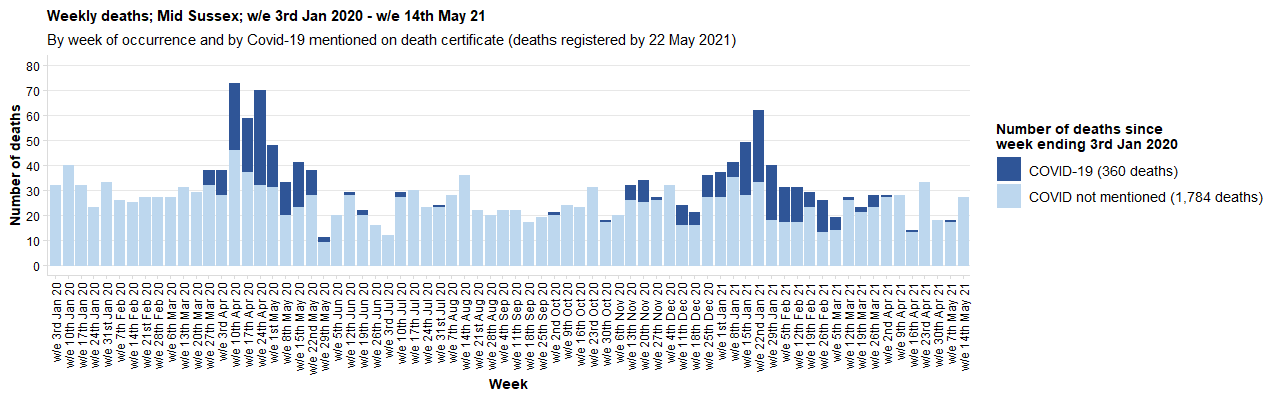 Weekly deaths; Mid Sussex; w/e 3rd Jan 2020 - w/e 14th May 21
By week of occurrence and by Covid-19 mentioned on death certificate (deaths registered by 22 May 2021)
Number of deaths
80
70
60
50
40
30
20
10
0
w/e 3rd Jan 20
w/e 10th Jan 20
w/e 17th Jan 20
w/e 24th Jan 20
w/e 31st Jan 20
w/e 7th Feb 20
w/e 14th Feb 20
w/e 21st Feb 20
w/e 28th Feb 20
w/e 6th Mar 20
w/e 13th Mar 20
w/e 20th Mar 20
w/e 27th Mar 20
w/e 3rd Apr 20
w/e 10th Apr 20
w/e 17th Apr 20
w/e 24th Apr 20
w/e 1st May 20
w/e 8th May 20
w/e 15th May 20
w/e 22nd May 20
w/e 29th May 20
w/e 5th Jun 20
w/e 12th Jun 20
w/e 19th Jun 20
w/e 26th Jun 20
w/e 3rd Jul 20
w/e 10th Jul 20
w/e 17th Jul 20
w/e 24th Jul 20
w/e 31st Jul 20
w/e 7th Aug 20
w/e 14th Aug 20
w/e 21st Aug 20
w/e 28th Aug 20
w/e 4th Sep 20
w/e 11th Sep 20
w/e 18th Sep 20
w/e 25th Sep 20
w/e 2nd Oct 20
w/e 9th Oct 20
w/e 16th Oct 20
w/e 23rd Oct 20
w/e 30th Oct 20
w/e 6th Nov 20
w/e 13th Nov 20
w/e 20th Nov 20
w/e 27th Nov 20
w/e 4th Dec 20
w/e 11th Dec 20
w/e 18th Dec 20
w/e 25th Dec 20
w/e 1st Jan 21
w/e 8th Jan 21
w/e 15th Jan 21
w/e 22nd Jan 21
w/e 29th Jan 21
w/e 5th Feb 21
w/e 12th Feb 21
w/e 19th Feb 21
w/e 26th Feb 21
w/e 5th Mar 21
w/e 12th Mar 21
w/e 19th Mar 21
w/e 26th Mar 21
w/e 2nd Apr 21
w/e 9th Apr 21
w/e 16th Apr 21
w/e 23rd Apr 21
w/e 30th Apr 21
w/e 7th May 21
w/e 14th May 21
Week
Number of deaths since
week ending 3rd Jan 2020
COVID-19 (360 deaths)
COVID not mentioned (1,784 deaths)